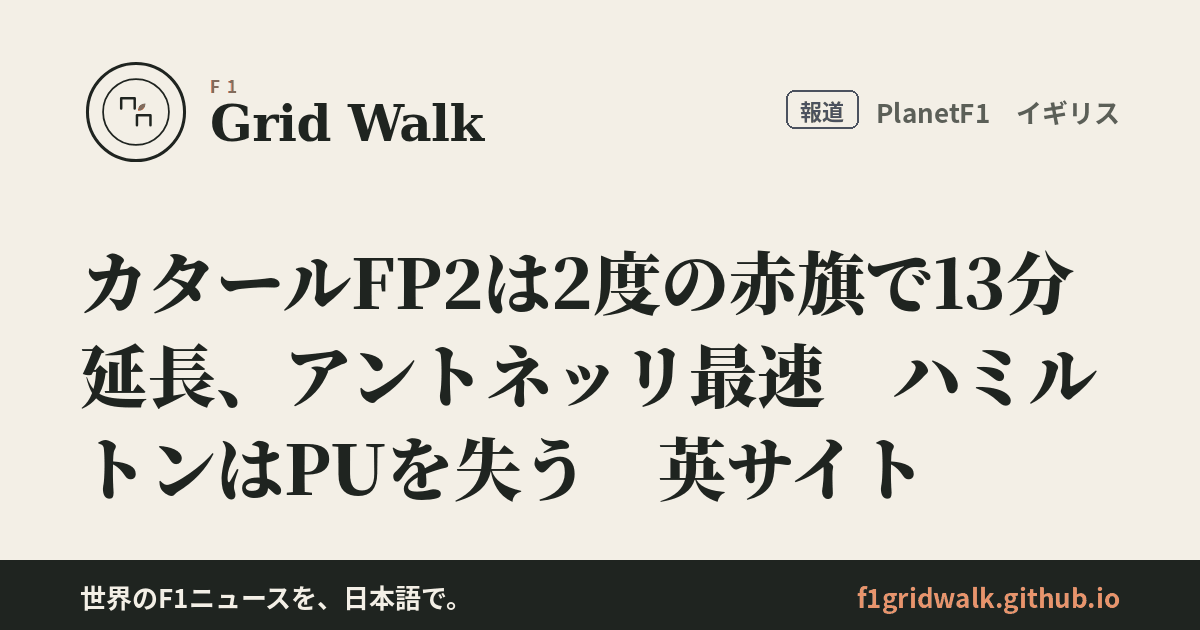 F1
Grid Walk
報道 PlanetF1　イギリス
カタールFP2は2度の赤旗で13分
延長、アントネッリ最速　ハミル
トンはPUを失う　英サイト
世界のF1ニュースを、日本語で。
f1gridwalk.github.io